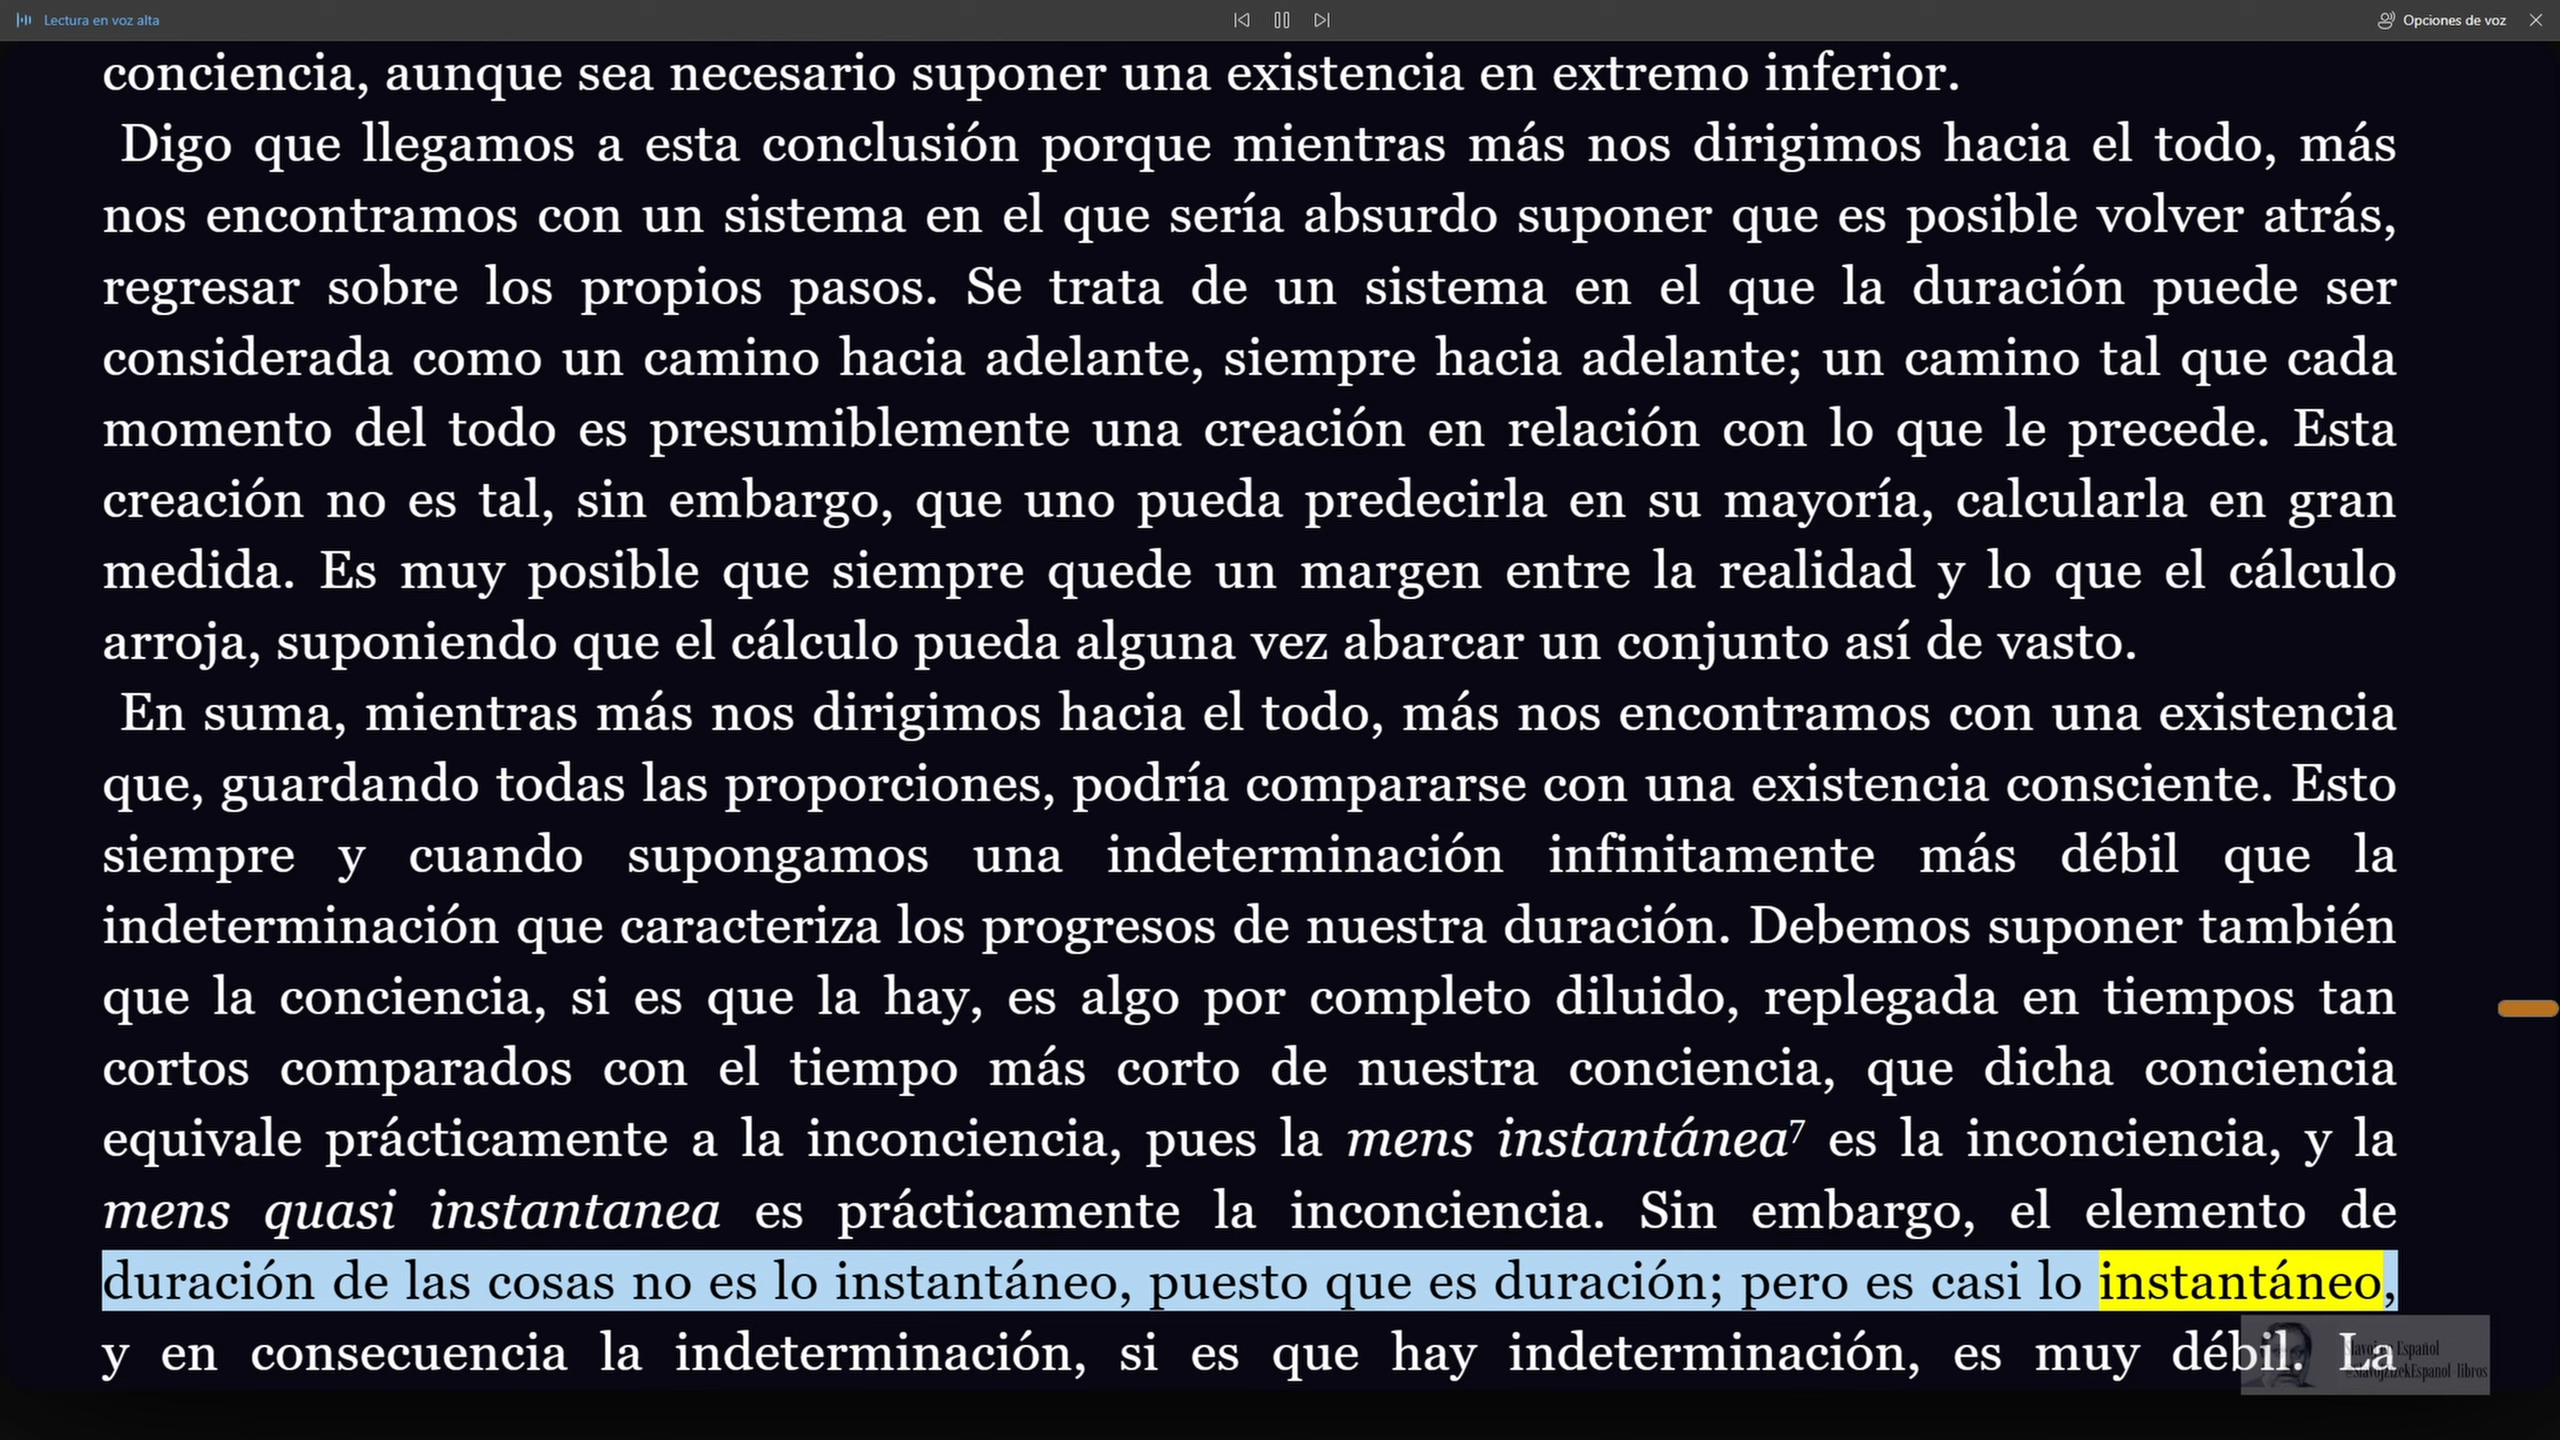 Lectura en voz alta
Opciones de voz
conciencia, aunque sea necesario suponer una existencia en extremo inferior.
Digo que llegamos a esta conclusión porque mientras más nos dirigimos hacia el todo, más
nos encontramos con un sistema en el que sería absurdo suponer que es posible volver atrás,
regresar sobre los propios pasos. Se trata de un sistema en el que la duración puede ser
considerada como un camino hacia adelante, siempre hacia adelante; un camino tal que cada
momento del todo es presumiblemente una creación en relación con lo que le precede. Esta
creación no es tal, sin embargo, que uno pueda predecirla en su mayoría, calcularla en gran
medida. Es muy posible que siempre quede un margen entre la realidad y lo que el cálculo
arroja, suponiendo que el cálculo pueda alguna vez abarcar un conjunto así de vasto.
En suma, mientras más nos dirigimos hacia el todo, más nos encontramos con una existencia
que, guardando todas las proporciones, podría compararse con una existencia consciente. Esto
siempre y cuando supongamos una indeterminación infinitamente más débil que la
indeterminación que caracteriza los progresos de nuestra duración. Debemos suponer también
que la conciencia, si es que la hay, es algo por completo diluido, replegada en tiempos tan
cortos comparados con el tiempo más corto de nuestra conciencia, que dicha conciencia
equivale prácticamente a la inconciencia, pues la mens instantánea⁷ es la inconciencia, y la
mens quasi instantanea es prácticamente la inconciencia. Sin embargo, el elemento de
duración de las cosas no es lo instantáneo, puesto que es duración; pero es casi lo instantáneo,
y en consecuencia la indeterminación, si es que hay indeterminación, es muy débil. La
Español
@SlavojZizekEspanol-libros